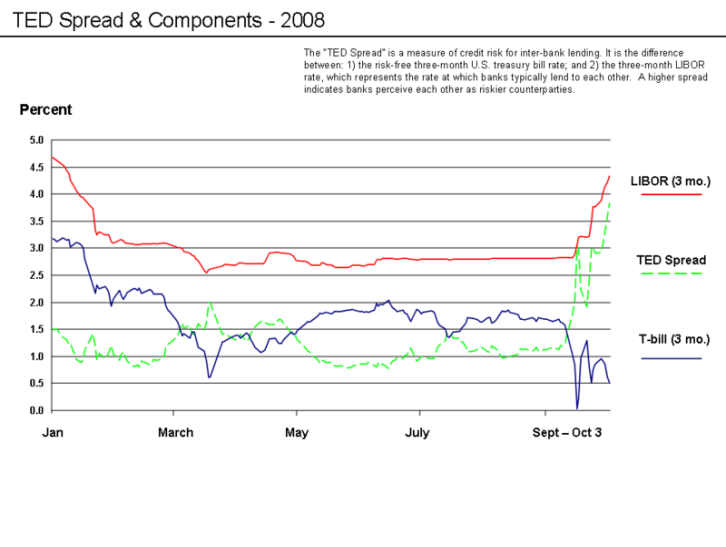 TED Spread & Components - 2008
The "TED Spread" is a measure of credit risk for inter-bank lending. It is the difference
between: 1) the risk-free three-month U.S. treasury bill rate; and 2) the three-month LIBOR
rate, which represents the rate at which banks typically lend to each other.  A higher spread
indicates banks perceive each other as riskier counterparties.
Percent
5.0
4.5
4.0
3.5
3.0
2.5
2.0
1.5
1.0
0.5
0.0
LIBOR (3 mo.)
TED Spread
T-bill (3 mo.)
Jan March May July Sept – Oct 3